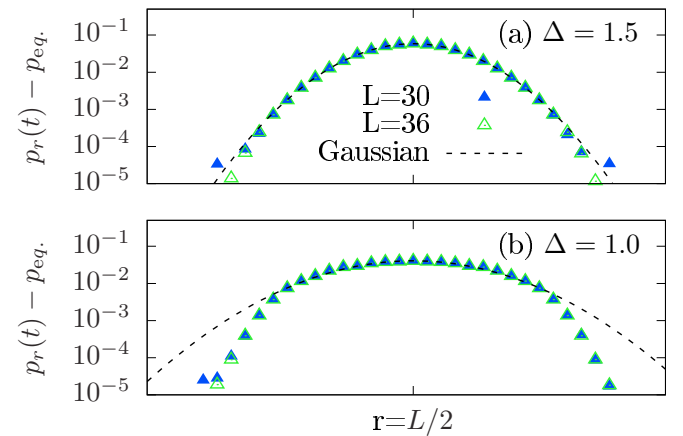 (a) Δ = 1.5
10⁻¹
10⁻²
10⁻³
10⁻⁴
10⁻⁵
p_r(t) − p_eq.
L=30
L=36
Gaussian
(b) Δ = 1.0
10⁻¹
10⁻²
10⁻³
10⁻⁴
10⁻⁵
p_r(t) − p_eq.
r=L/2